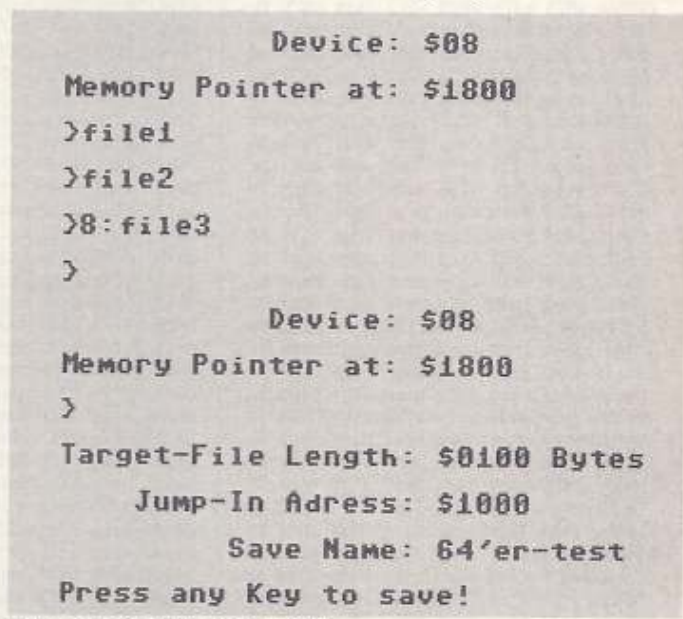 Device: $08
Memory Pointer at: $1800
>file1
>file2
>8:file3
>
Device: $08
Memory Pointer at: $1800
>
Target-File Length: $0100 Bytes
Jump-In Adress: $1000
Save Name: 64'er-test
Press any Key to save!